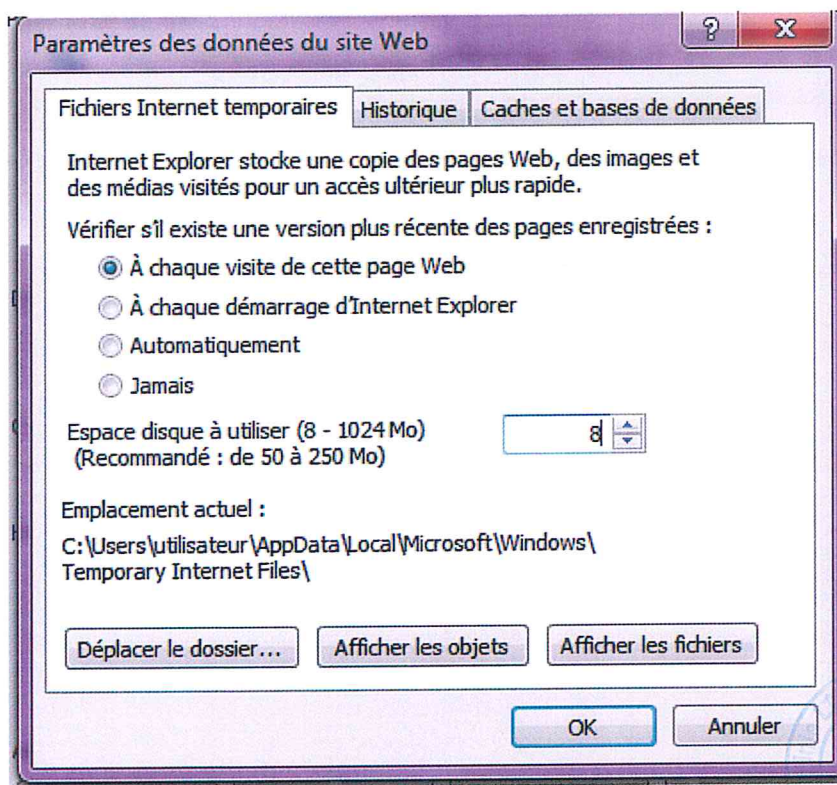 Paramètres des données du site Web
?
X
Fichiers Internet temporaires Historique Caches et bases de données
Internet Explorer stocke une copie des pages Web, des images et
des médias visités pour un accès ultérieur plus rapide.
Vérifier s'il existe une version plus récente des pages enregistrées :
À chaque visite de cette page Web
À chaque démarrage d'Internet Explorer
Automatiquement
Jamais
Espace disque à utiliser (8 - 1024 Mo) 8
(Recommandé : de 50 à 250 Mo)
Emplacement actuel :
C:\Users\utilisateur\AppData\Local\Microsoft\Windows\
Temporary Internet Files\
Déplacer le dossier... Afficher les objets Afficher les fichiers
OK Annuler